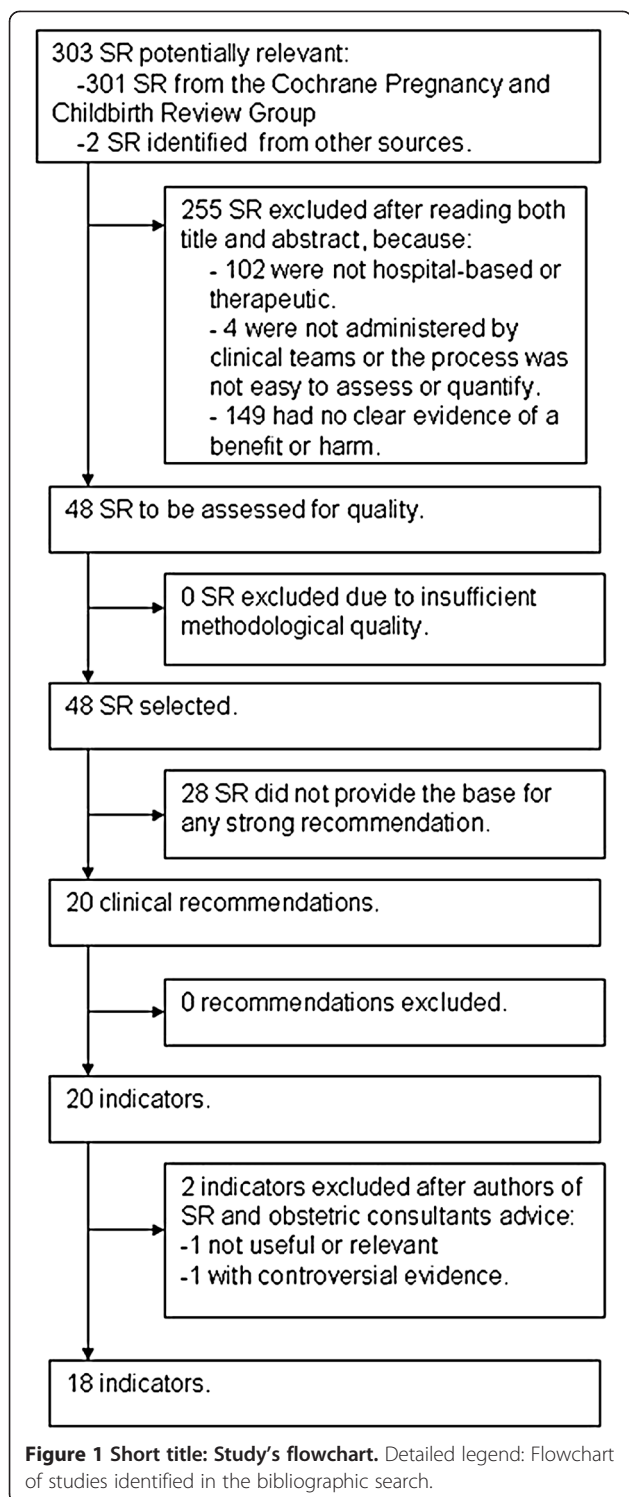 303 SR potentially relevant:
-301 SR from the Cochrane Pregnancy and
Childbirth Review Group
-2 SR identified from other sources.
255 SR excluded after reading both
title and abstract, because:
- 102 were not hospital-based or
therapeutic.
- 4 were not administered by
clinical teams or the process was
not easy to assess or quantify.
- 149 had no clear evidence of a
benefit or harm.
48 SR to be assessed for quality.
0 SR excluded due to insufficient
methodological quality.
48 SR selected.
28 SR did not provide the base for
any strong recommendation.
20 clinical recommendations.
0 recommendations excluded.
20 indicators.
2 indicators excluded after authors of
SR and obstetric consultants advice:
-1 not useful or relevant
-1 with controversial evidence.
18 indicators.
Figure 1 Short title: Study’s flowchart. Detailed legend: Flowchart
of studies identified in the bibliographic search.